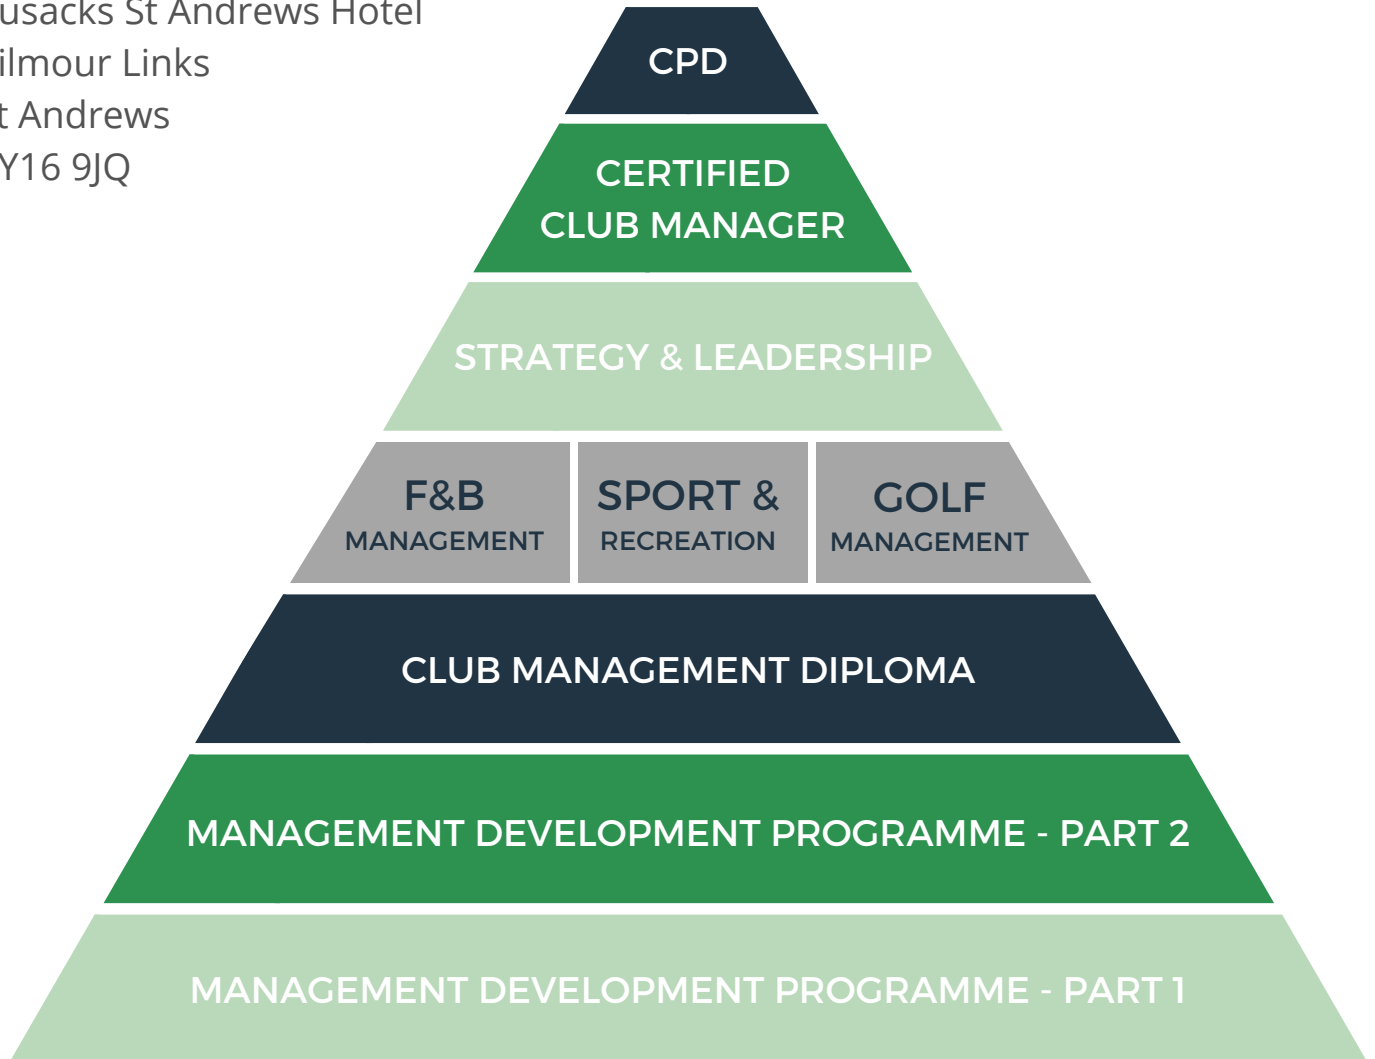 usacks St Andrews Hotel
ilmour Links
t Andrews
Y16 9JQ
CPD
CERTIFIED
CLUB MANAGER
STRATEGY & LEADERSHIP
F&B
MANAGEMENT
SPORT &
RECREATION
GOLF
MANAGEMENT
CLUB MANAGEMENT DIPLOMA
MANAGEMENT DEVELOPMENT PROGRAMME - PART 2
MANAGEMENT DEVELOPMENT PROGRAMME - PART 1